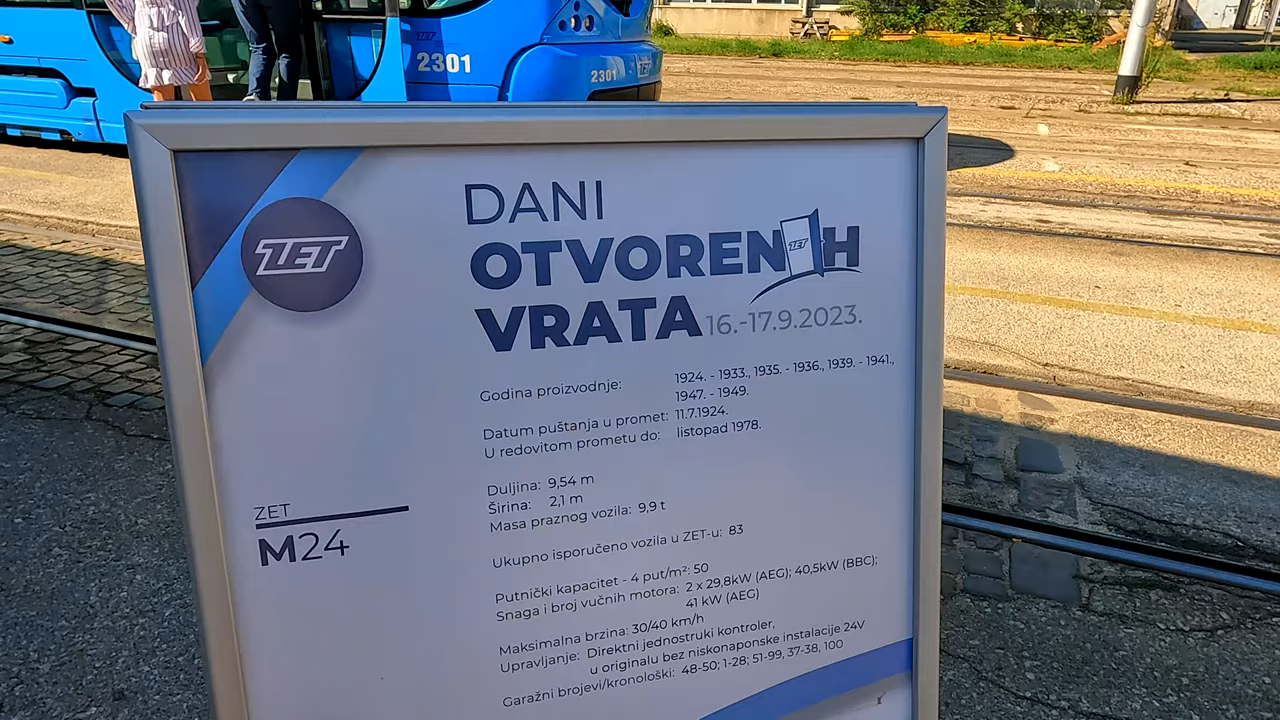 2301
2301
ZET
DANI
OTVORENIH
VRATA 16.-17.9.2023.
ZET
Godina proizvodnje: 1924. - 1933., 1935. - 1936., 1939. - 1941.,
1947. - 1949.
Datum puštanja u promet: 11.7.1924.
U redovitom prometu do: listopad 1978.
Duljina: 9,54 m
Širina: 2,1 m
Masa praznog vozila: 9,9 t
ZET
M24
Ukupno isporučeno vozila u ZET-u: 83
Putnički kapacitet - 4 put/m²: 50
Snaga i broj vučnih motora: 2 x 29,8kW (AEG); 40,5kW (BBC);
41 kW (AEG)
Maksimalna brzina: 30/40 km/h
Upravljanje: Direktni jednostruki kontroler,
u originalu bez niskonaponske instalacije 24V
Garažni brojevi/kronološki: 48-50; 1-28; 51-99, 37-38, 100